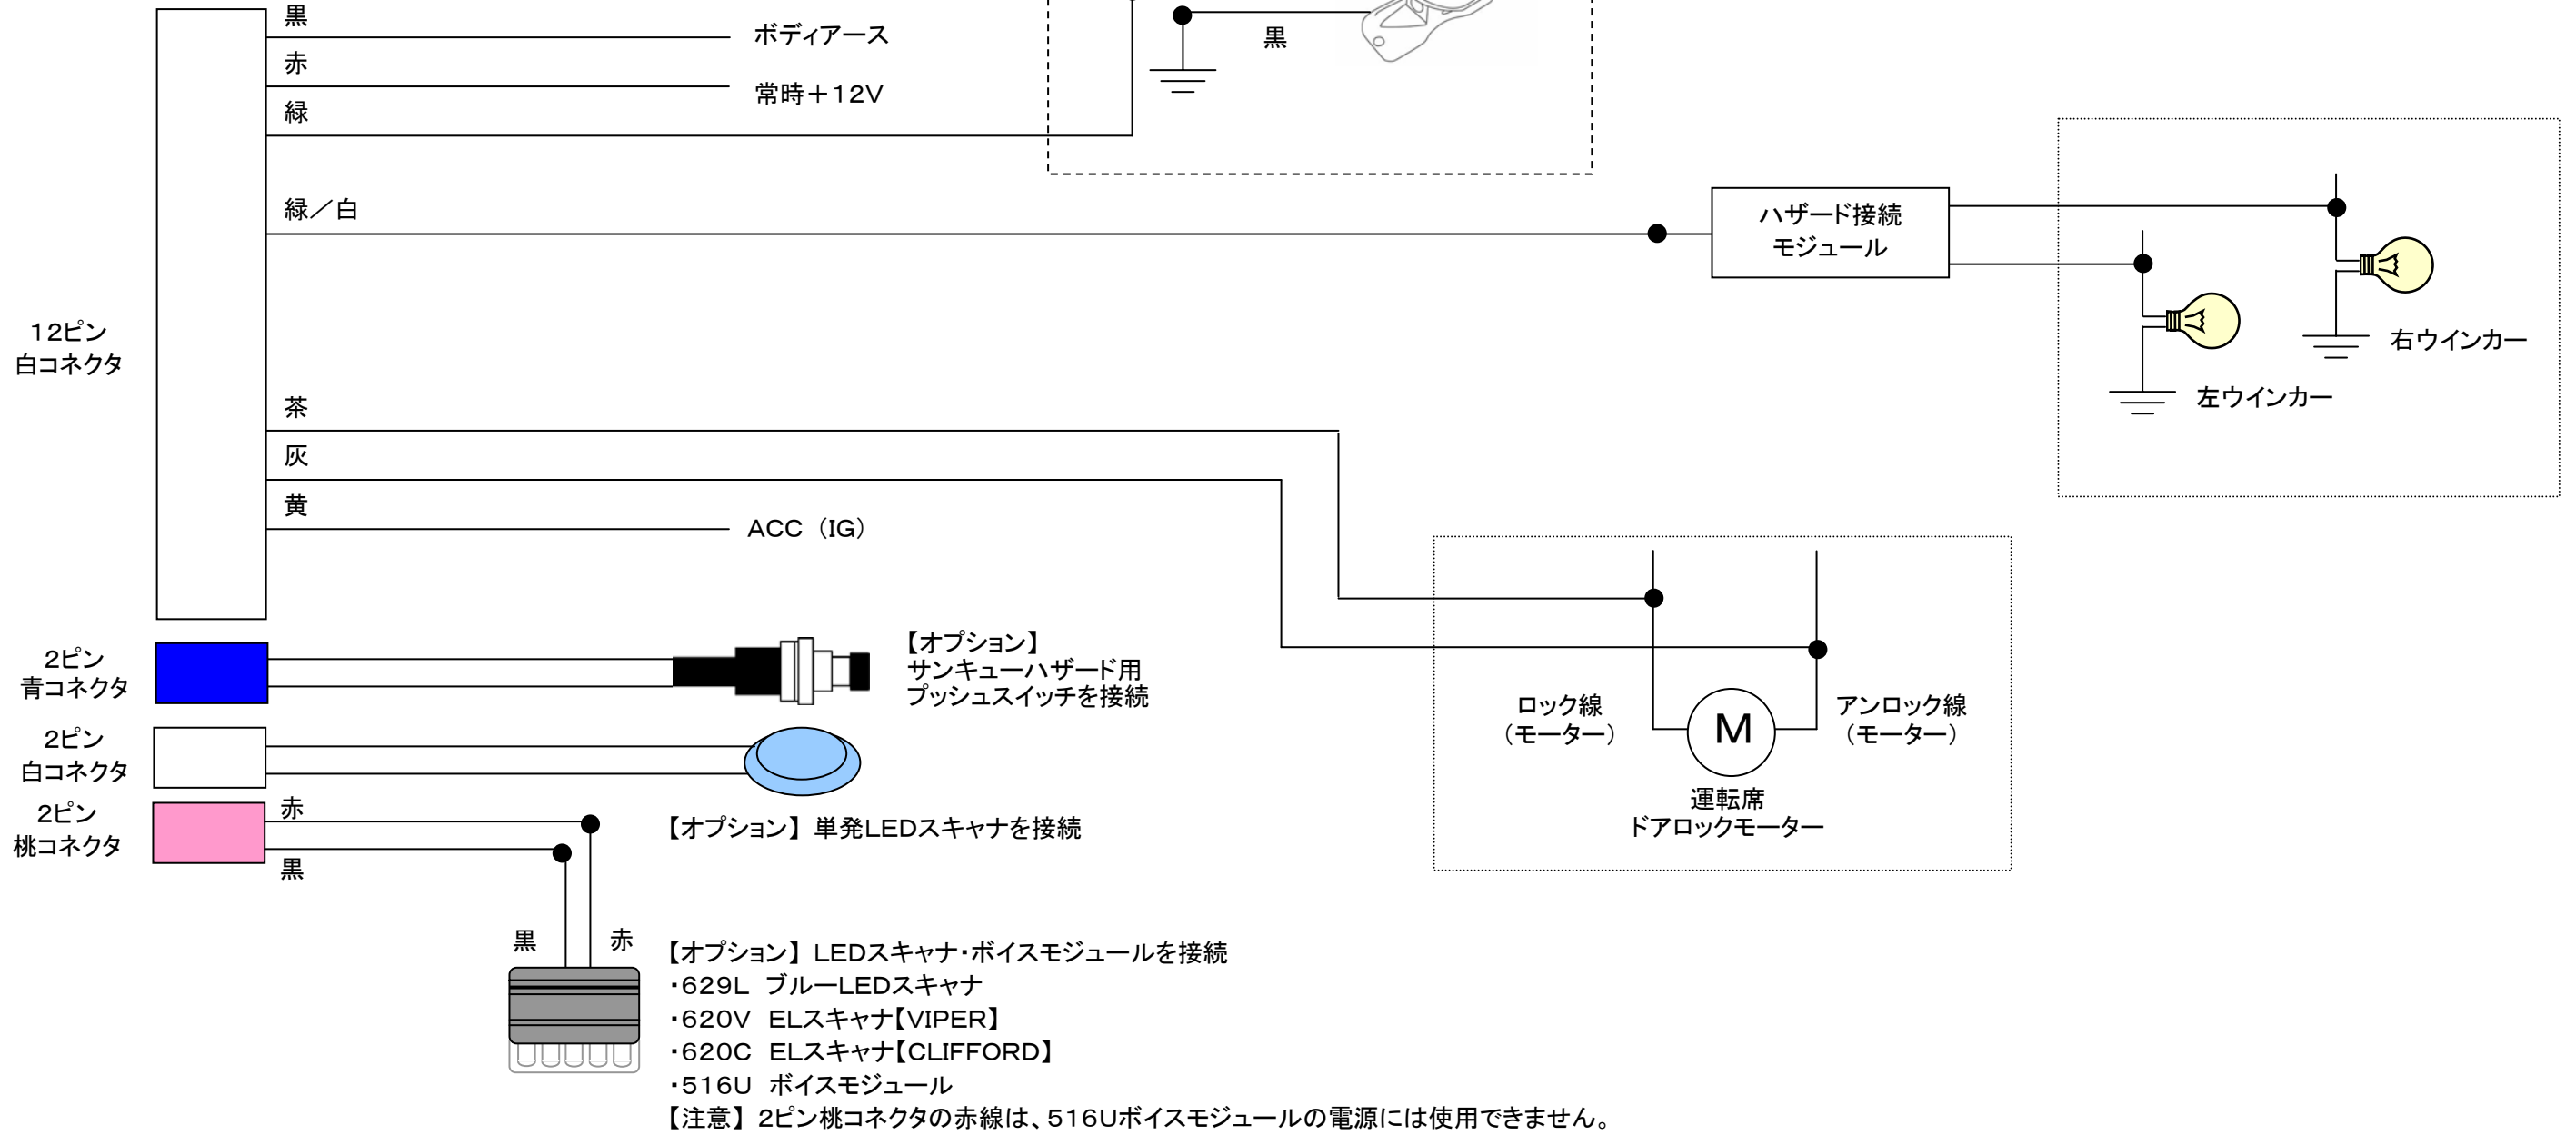 黒
ボディアース
赤
常時＋12V
緑
黒
緑／白
ハザード接続
モジュール
右ウインカー
左ウインカー
12ピン
白コネクタ
茶
灰
黄
ACC（IG）
2ピン
青コネクタ
【オプション】
サンキューハザード用
プッシュスイッチを接続
ロック線
（モーター）
M
アンロック線
（モーター）
運転席
ドアロックモーター
2ピン
白コネクタ
2ピン
桃コネクタ
赤
黒
【オプション】単発LEDスキャナを接続
黒
赤
【オプション】LEDスキャナ・ボイスモジュールを接続
・629L ブルーLEDスキャナ
・620V ELスキャナ【VIPER】
・620C ELスキャナ【CLIFFORD】
・516U ボイスモジュール
【注意】2ピン桃コネクタの赤線は、516Uボイスモジュールの電源には使用できません。